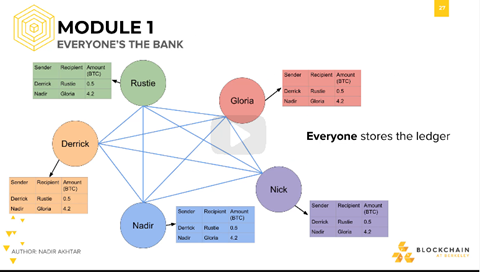 27
MODULE 1
EVERYONE'S THE BANK
Sender Recipient Amount (BTC)
Derrick Rustie 0.5
Nadir Gloria 4.2
Rustie
Gloria
Sender Recipient Amount (BTC)
Derrick Rustie 0.5
Nadir Gloria 4.2
Everyone stores the ledger
Derrick
Sender Recipient Amount (BTC)
Derrick Rustie 0.5
Nadir Gloria 4.2
Nick
Sender Recipient Amount (BTC)
Derrick Rustie 0.5
Nadir Gloria 4.2
Nadir
Sender Recipient Amount (BTC)
Derrick Rustie 0.5
Nadir Gloria 4.2
AUTHOR: NADIR AKHTAR
BLOCKCHAIN
AT BERKELEY